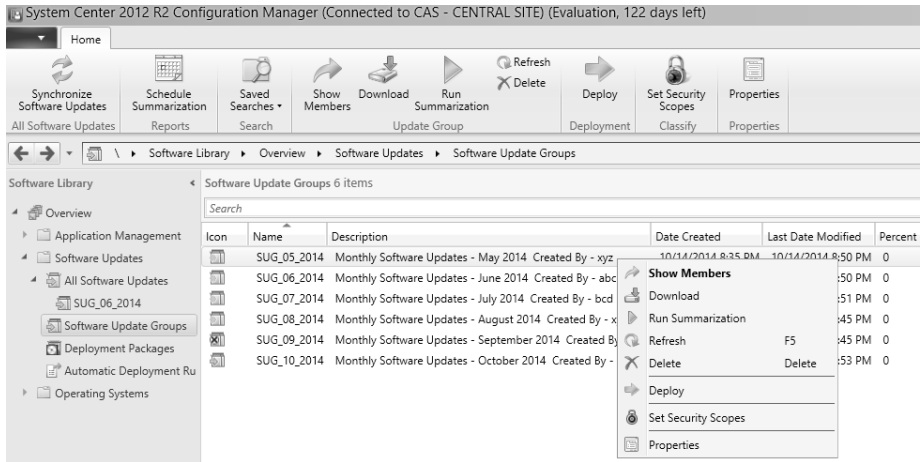 System Center 2012 R2 Configuration Manager (Connected to CAS - CENTRAL SITE) (Evaluation, 122 days left)
Home
Synchronize Software Updates
Schedule Summarization
Saved Searches
Show Members
Download
Run Summarization
Refresh
Delete
Deploy
Set Security Scopes
Properties
All Software Updates Reports Search Update Group Deployment Classify Properties
\ Software Library Overview Software Updates Software Update Groups
Software Library
Overview
Application Management
Software Updates
All Software Updates
SUG_06_2014
Software Update Groups
Deployment Packages
Automatic Deployment Ru
Operating Systems
Software Update Groups 6 items
Search
Icon Name Description Date Created Last Date Modified Percent
SUG_05_2014 Monthly Software Updates - May 2014 Created By - xyz 10/14/2014 8:35 PM 10/14/2014 8:50 PM 0
SUG_06_2014 Monthly Software Updates - June 2014 Created By - abc :50 PM 0
SUG_07_2014 Monthly Software Updates - July 2014 Created By - bcd :51 PM 0
SUG_08_2014 Monthly Software Updates - August 2014 Created By - x :45 PM 0
SUG_09_2014 Monthly Software Updates - September 2014 Created By :45 PM 0
SUG_10_2014 Monthly Software Updates - October 2014 Created By - :53 PM 0
Show Members
Download
Run Summarization
Refresh F5
Delete Delete
Deploy
Set Security Scopes
Properties